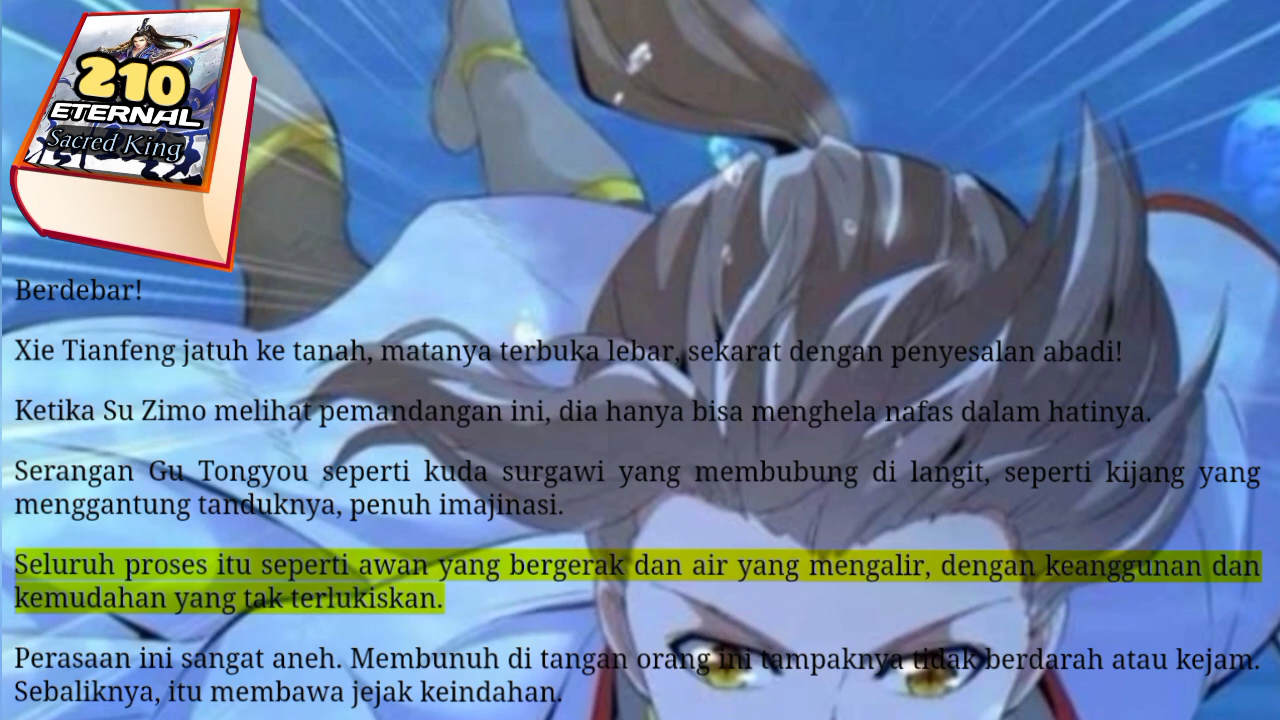 210
ETERNAL
Sacred King
Berdebar!
Xie Tianfeng jatuh ke tanah, matanya terbuka lebar, sekarat dengan penyesalan abadi!
Ketika Su Zimo melihat pemandangan ini, dia hanya bisa menghela nafas dalam hatinya.
Serangan Gu Tongyou seperti kuda surgawi yang membubung di langit, seperti kijang yang
menggantung tanduknya, penuh imajinasi.
Seluruh proses itu seperti awan yang bergerak dan air yang mengalir, dengan keanggunan dan
kemudahan yang tak terlukiskan.
Perasaan ini sangat aneh. Membunuh di tangan orang ini tampaknya tidak berdarah atau kejam.
Sebaliknya, itu membawa jejak keindahan.